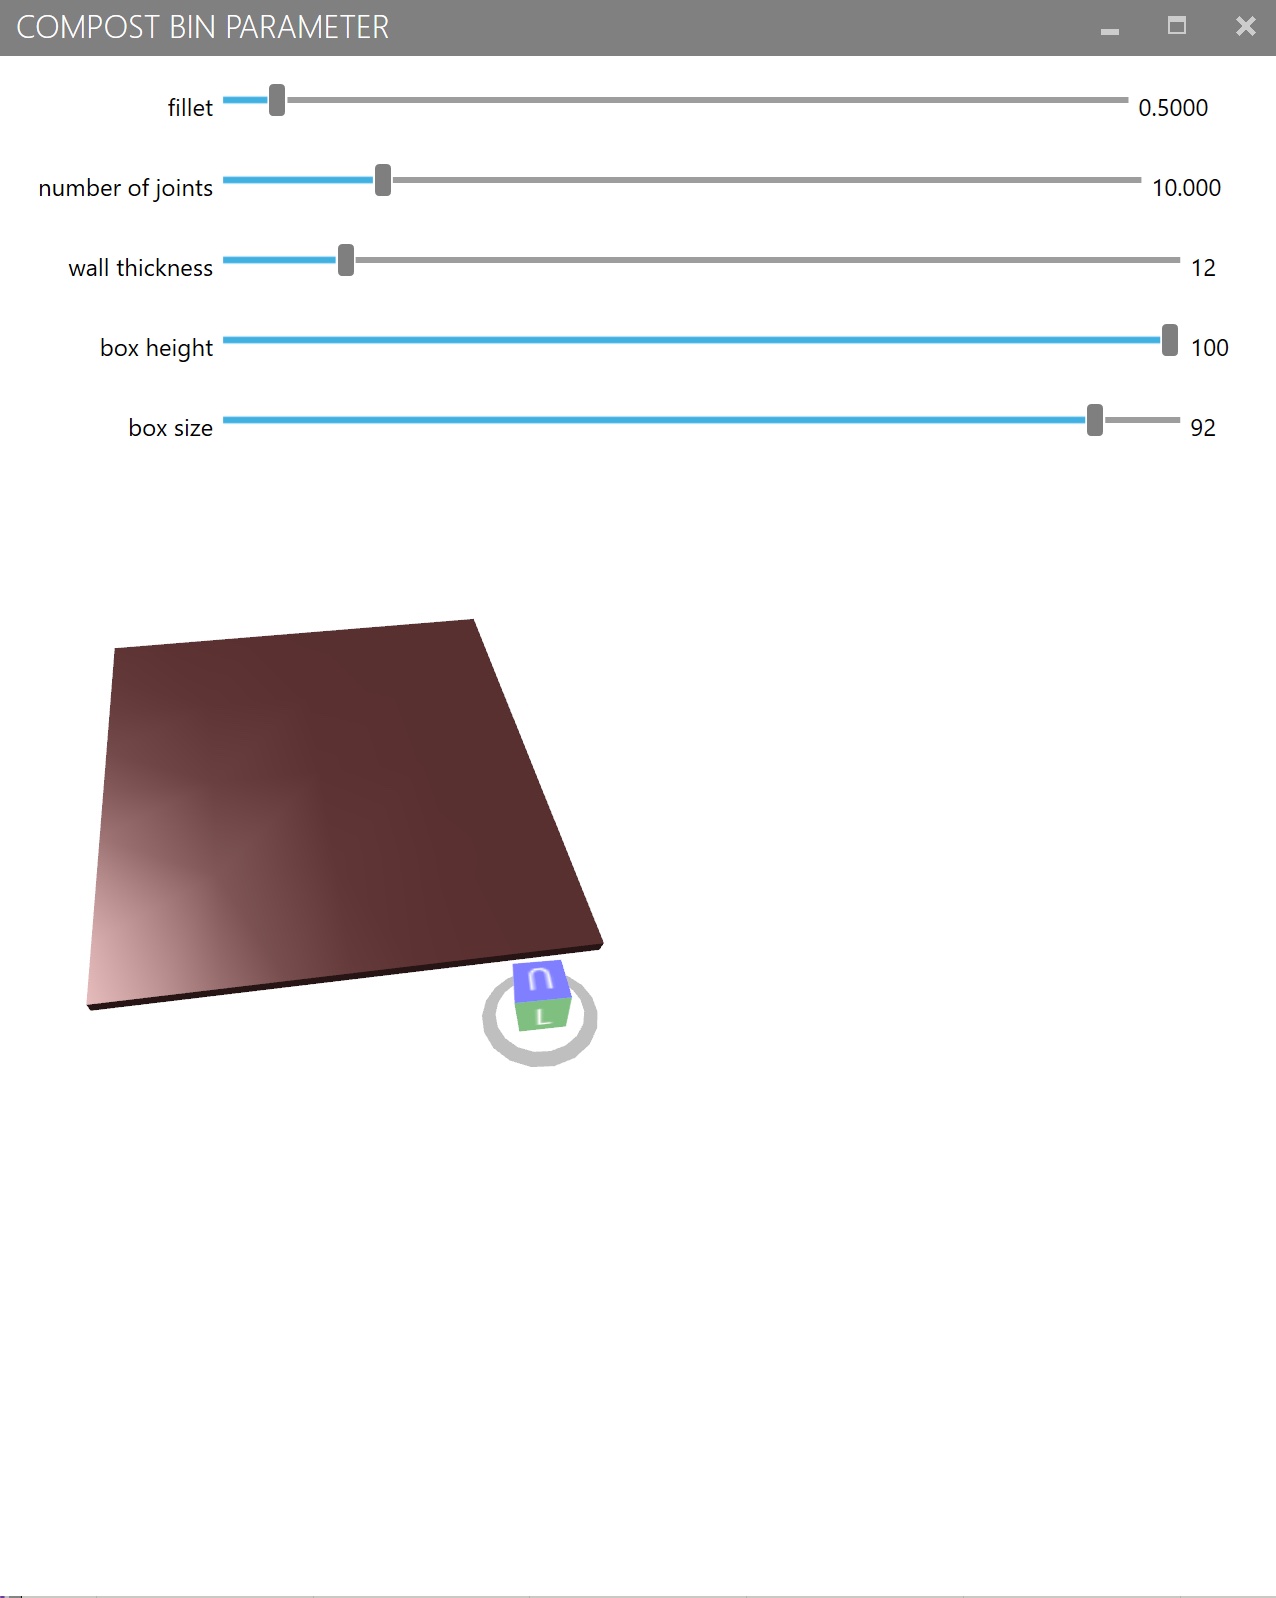 COMPOST BIN PARAMETER
fillet 0.5000
number of joints 10.000
wall thickness 12
box height 100
box size 92
U
L